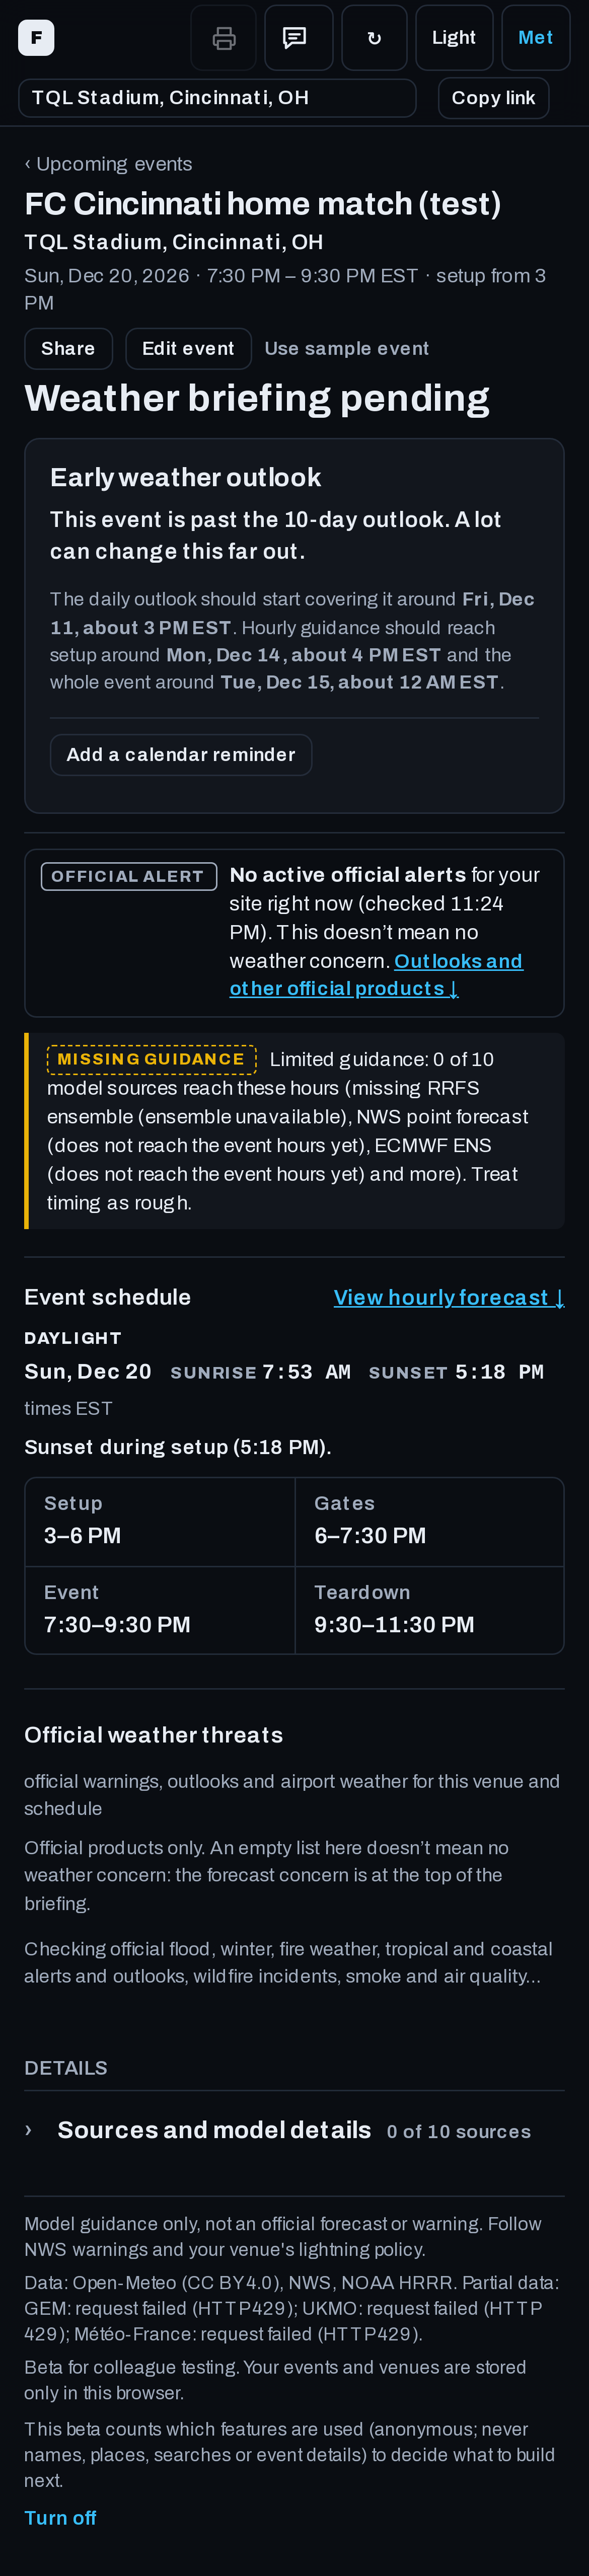 F
↻
Light
Met
TQL Stadium, Cincinnati, OH
Copy link
‹ Upcoming events
FC Cincinnati home match (test)
TQL Stadium, Cincinnati, OH
Sun, Dec 20, 2026 · 7:30 PM – 9:30 PM EST · setup from 3
PM
Share
Edit event
Use sample event
Weather briefing pending
Early weather outlook
This event is past the 10-day outlook. A lot
can change this far out.
The daily outlook should start covering it around Fri, Dec
11, about 3 PM EST. Hourly guidance should reach
setup around Mon, Dec 14, about 4 PM EST and the
whole event around Tue, Dec 15, about 12 AM EST.
Add a calendar reminder
OFFICIAL ALERT
No active official alerts for your
site right now (checked 11:24
PM). This doesn’t mean no
weather concern. Outlooks and
other official products ↓
MISSING GUIDANCE Limited guidance: 0 of 10
model sources reach these hours (missing RRFS
ensemble (ensemble unavailable), NWS point forecast
(does not reach the event hours yet), ECMWF ENS
(does not reach the event hours yet) and more). Treat
timing as rough.
Event schedule
View hourly forecast ↓
DAYLIGHT
Sun, Dec 20 SUNRISE 7:53 AM SUNSET 5:18 PM
times EST
Sunset during setup (5:18 PM).
Setup
3–6 PM
Gates
6–7:30 PM
Event
7:30–9:30 PM
Teardown
9:30–11:30 PM
Official weather threats
official warnings, outlooks and airport weather for this venue and
schedule
Official products only. An empty list here doesn’t mean no
weather concern: the forecast concern is at the top of the
briefing.
Checking official flood, winter, fire weather, tropical and coastal
alerts and outlooks, wildfire incidents, smoke and air quality…
DETAILS
› Sources and model details 0 of 10 sources
Model guidance only, not an official forecast or warning. Follow
NWS warnings and your venue's lightning policy.
Data: Open-Meteo (CC BY 4.0), NWS, NOAA HRRR. Partial data:
GEM: request failed (HTTP 429); UKMO: request failed (HTTP
429); Météo-France: request failed (HTTP 429).
Beta for colleague testing. Your events and venues are stored
only in this browser.
This beta counts which features are used (anonymous; never
names, places, searches or event details) to decide what to build
next.
Turn off